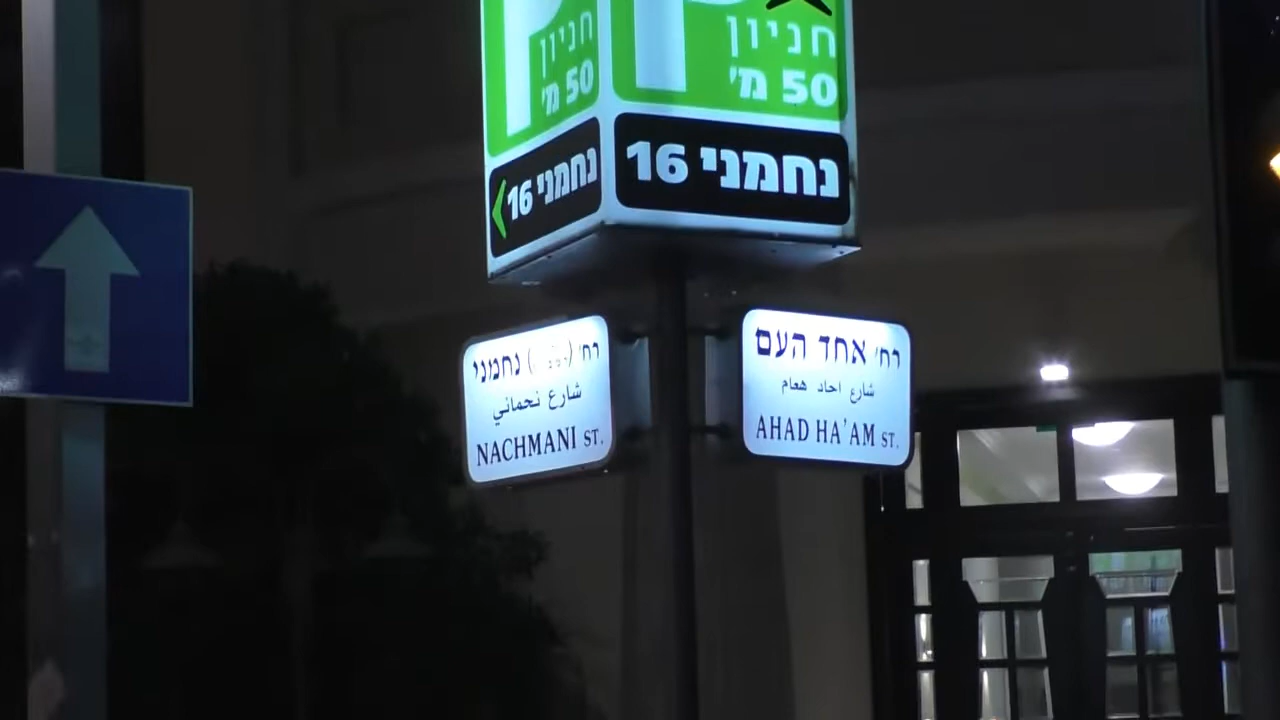 P
חניון
50 מ'
נחמני 16
P
חניון
50 מ'
נחמני 16
רח' נחמני
شارع نحماني
NACHMANI ST.
רח' אחד העם
شارع احاد هعام
AHAD HA'AM ST.